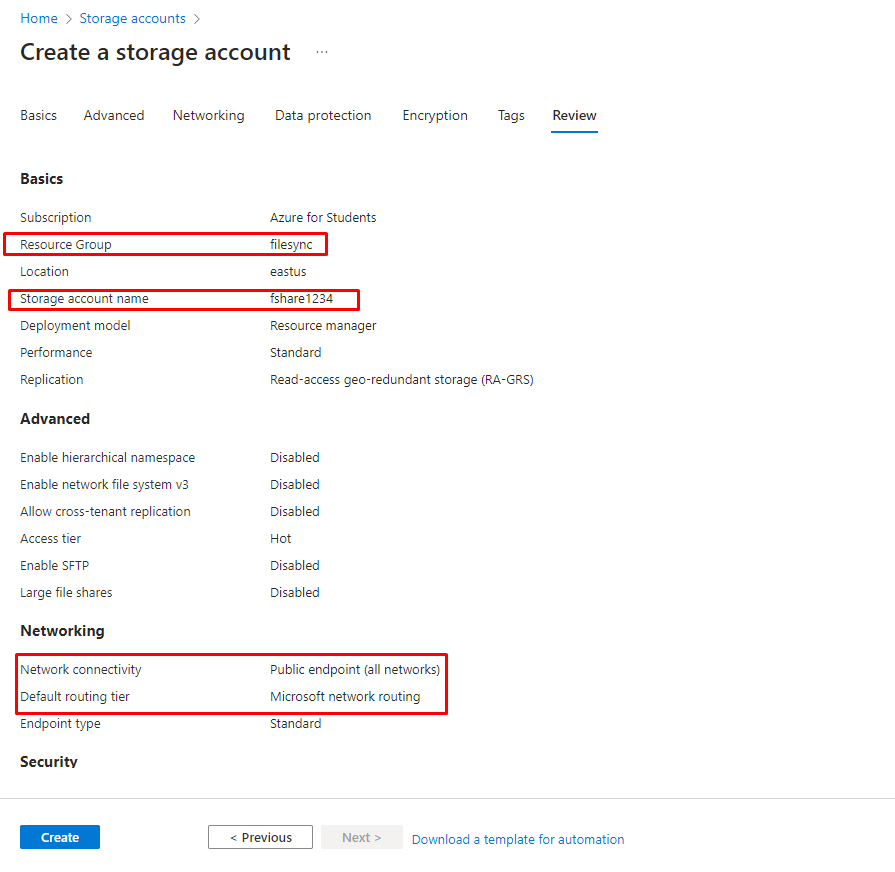 Home > Storage accounts >
Create a storage account ...
Basics Advanced Networking Data protection Encryption Tags Review
Basics
Subscription Azure for Students
Resource Group filesync
Location eastus
Storage account name fshare1234
Deployment model Resource manager
Performance Standard
Replication Read-access geo-redundant storage (RA-GRS)
Advanced
Enable hierarchical namespace Disabled
Enable network file system v3 Disabled
Allow cross-tenant replication Disabled
Access tier Hot
Enable SFTP Disabled
Large file shares Disabled
Networking
Network connectivity Public endpoint (all networks)
Default routing tier Microsoft network routing
Endpoint type Standard
Security
Create < Previous Next > Download a template for automation